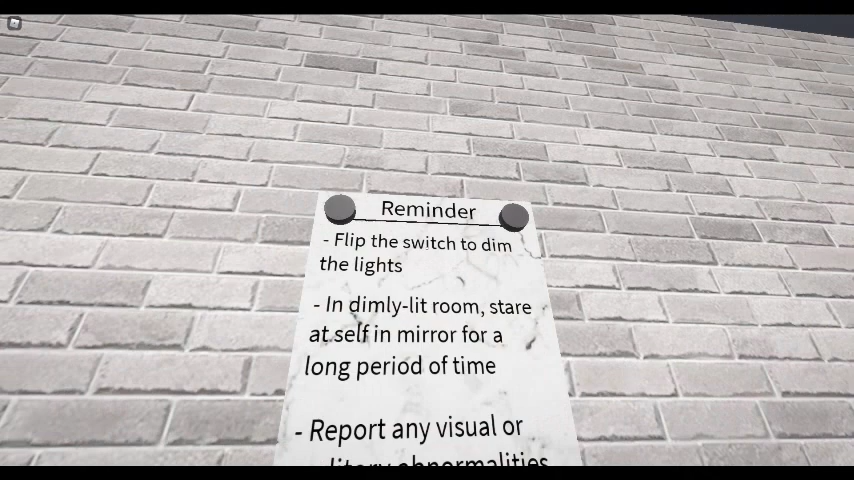 Reminder
- Flip the switch to dim
the lights
- In dimly-lit room, stare
at self in mirror for a
long period of time
- Report any visual or
abnormalities